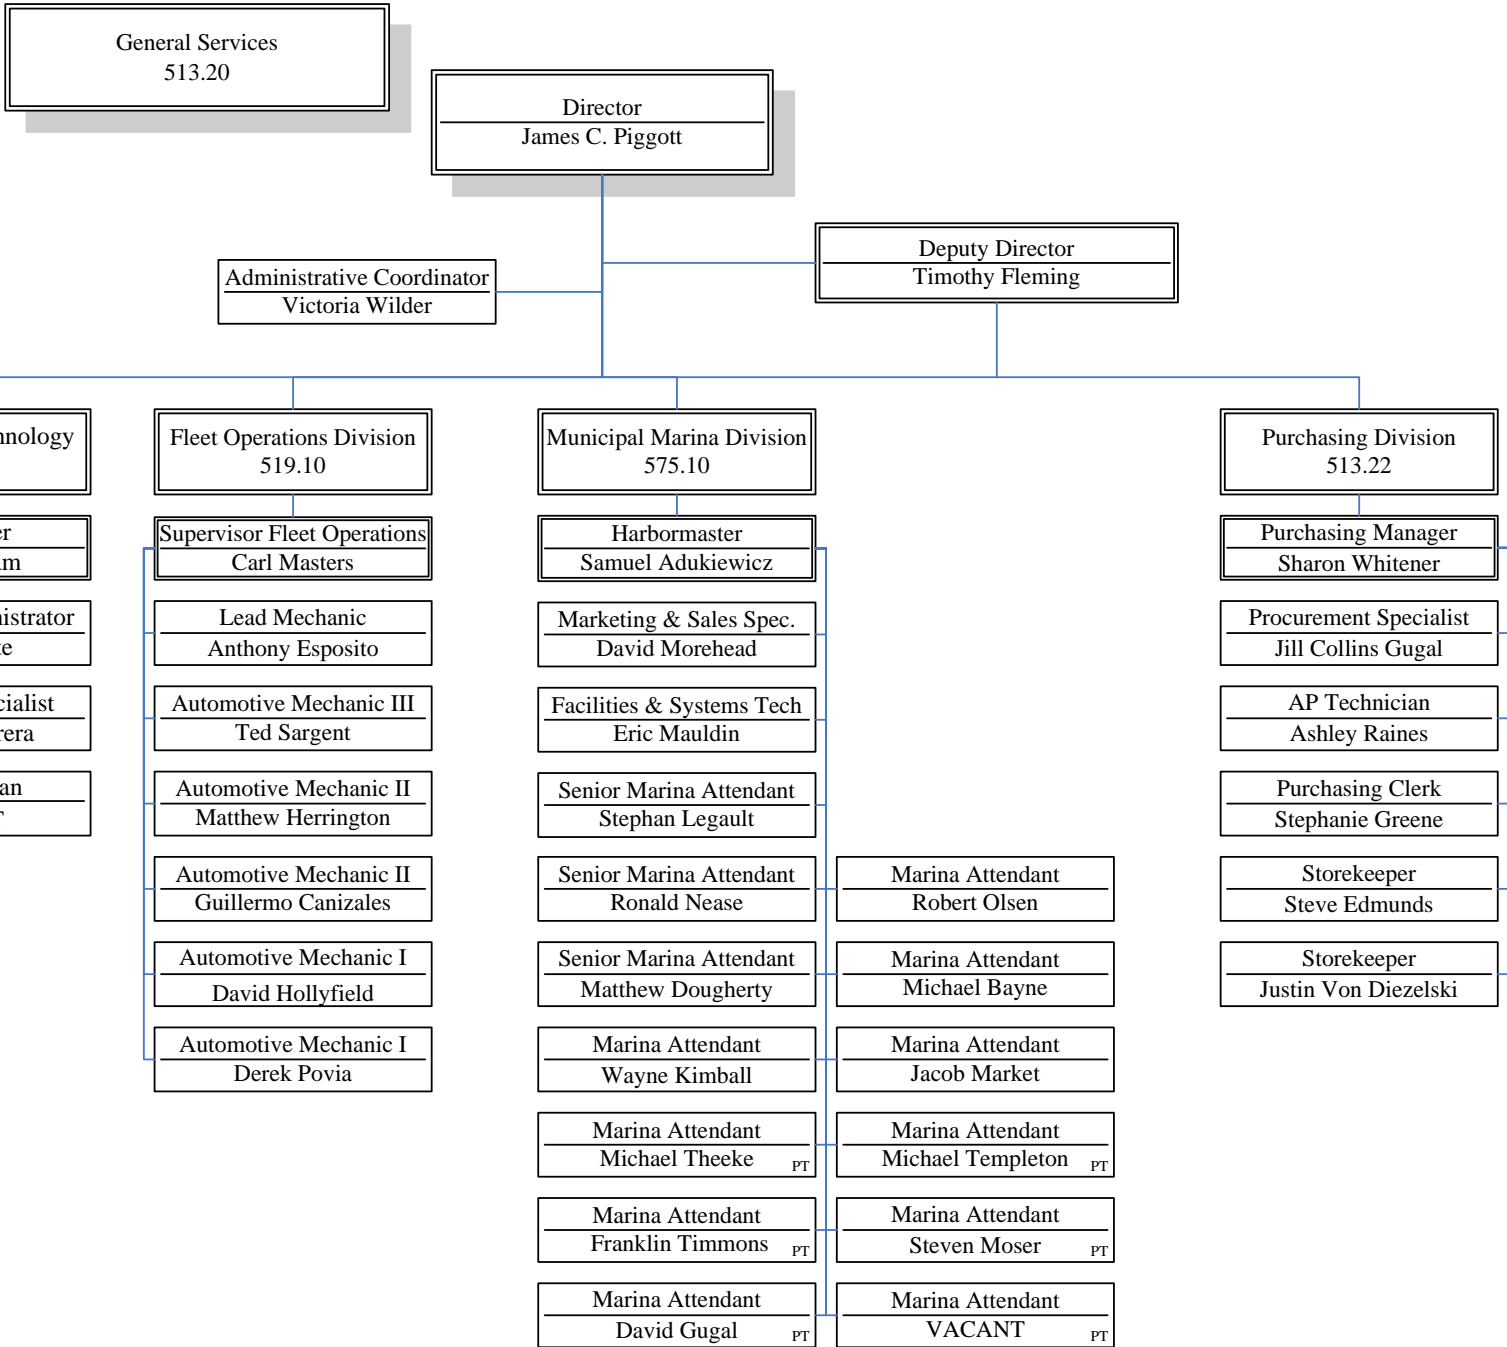 General Services
513.20
Director
James C. Piggott
Deputy Director
Timothy Fleming
Administrative Coordinator
Victoria Wilder
Fleet Operations Division
519.10
Supervisor Fleet Operations
Carl Masters
Lead Mechanic
Anthony Esposito
Automotive Mechanic III
Ted Sargent
Automotive Mechanic II
Matthew Herrington
Automotive Mechanic II
Guillermo Canizales
Automotive Mechanic I
David Hollyfield
Automotive Mechanic I
Derek Povia
Municipal Marina Division
575.10
Harbormaster
Samuel Adukiewicz
Marketing & Sales Spec.
David Morehead
Facilities & Systems Tech
Eric Mauldin
Senior Marina Attendant
Stephan Legault
Senior Marina Attendant
Ronald Nease
Senior Marina Attendant
Matthew Dougherty
Marina Attendant
Wayne Kimball
Marina Attendant
Michael Theeke PT
Marina Attendant
Franklin Timmons PT
Marina Attendant
David Gugal PT
Marina Attendant
Robert Olsen
Marina Attendant
Michael Bayne
Marina Attendant
Jacob Market
Marina Attendant
Michael Templeton PT
Marina Attendant
Steven Moser PT
Marina Attendant
VACANT PT
Purchasing Division
513.22
Purchasing Manager
Sharon Whitener
Procurement Specialist
Jill Collins Gugal
AP Technician
Ashley Raines
Purchasing Clerk
Stephanie Greene
Storekeeper
Steve Edmunds
Storekeeper
Justin Von Diezelski